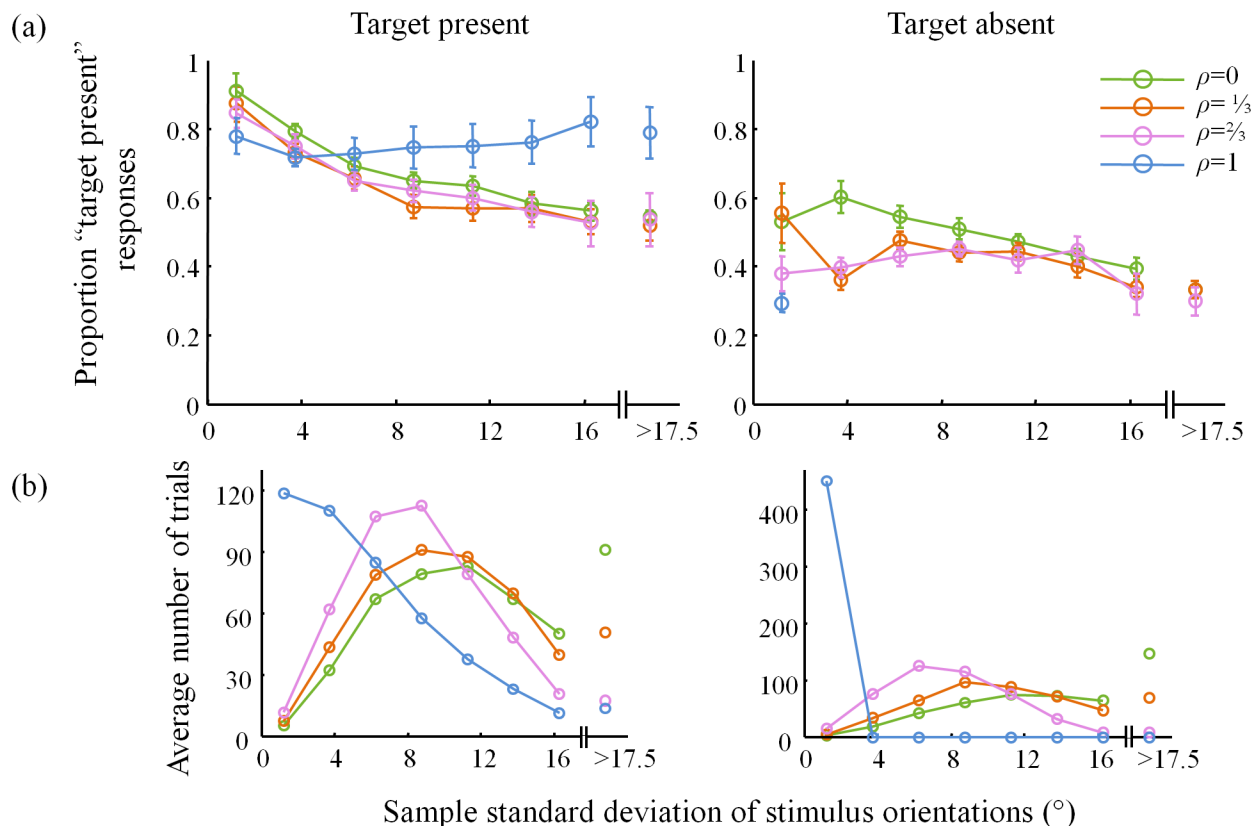 (a)
Target present
Target absent
Proportion “target present”
responses
1
0.8
0.6
0.4
0.2
0
0 4 8 12 16 >17.5
1
0.8
0.6
0.4
0.2
0
0 4 8 12 16 >17.5
ρ=0
ρ= ⅓
ρ=⅔
ρ=1
(b)
Average number of trials
120
90
60
30
0
0 4 8 12 16 >17.5
400
300
200
100
0
0 4 8 12 16 >17.5
Sample standard deviation of stimulus orientations (°)